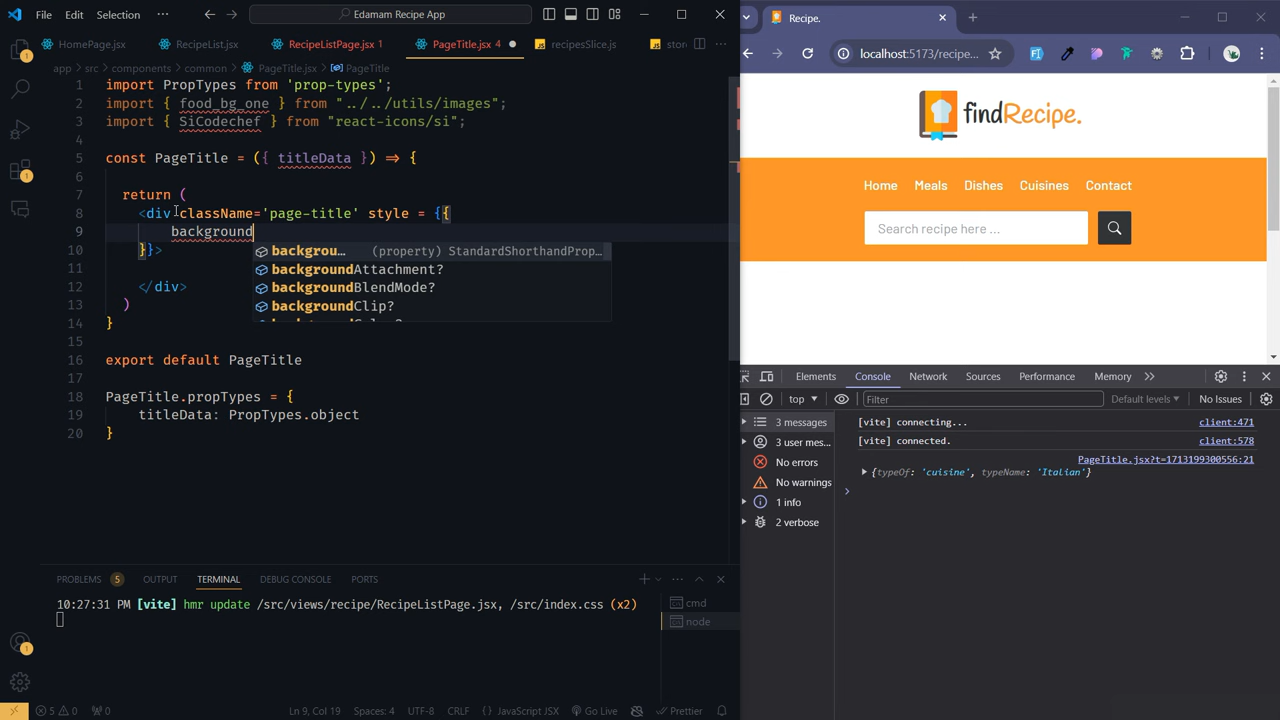 File Edit Selection Edamam Recipe App
HomePage.jsx RecipeList.jsx RecipeListPage.jsx 1 PageTitle.jsx 4 recipesSlice.js stor
app src components common PageTitle.jsx PageTitle
1 import PropTypes from 'prop-types';
2 import { food_bg_one } from "../../utils/images";
3 import { SiCodechef } from "react-icons/si";
4
5 const PageTitle = ({ titleData }) => {
6
7 return (
8 <div className='page-title' style = {{
9 background
10 }}>
backgrou… (property) StandardShorthandProp…
11 backgroundAttachment?
12 </div> backgroundBlendMode?
13 ) backgroundClip?
14 }
15
16 export default PageTitle
17
18 PageTitle.propTypes = {
19 titleData: PropTypes.object
20 }
PROBLEMS 5 OUTPUT TERMINAL DEBUG CONSOLE PORTS
10:27:31 PM [vite] hmr update /src/views/recipe/RecipeListPage.jsx, /src/index.css (x2)
cmd
node
5 0 0 Ln 9, Col 19 Spaces: 4 UTF-8 CRLF {} JavaScript JSX Go Live Prettier
Recipe.
localhost:5173/recipe...
findRecipe.
Home Meals Dishes Cuisines Contact
Search recipe here ...
Elements Console Network Sources Performance Memory
top Filter Default levels No Issues
3 messages
3 user mes...
No errors
No warnings
1 info
2 verbose
[vite] connecting... client:471
[vite] connected. client:578
PageTitle.jsx?t=1713199300556:21
{typeOf: 'cuisine', typeName: 'Italian'}